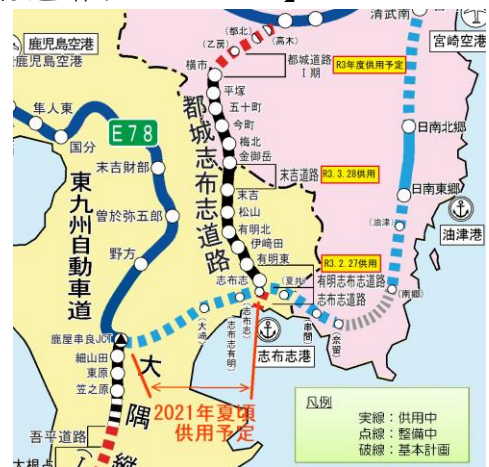 清武南
(都北)
(乙房)
(高木)
鹿児島空港
鹿児島空港
宮崎空港
横市
都城道路
Ⅰ期
R3年度供用予定
平塚
五十町
今町
梅北
金御岳
隼人東
国分
E78
末吉財部
日南北郷
末吉道路
R3.3.28供用
末吉
松山
有明北
伊崎田
有明東
日南東郷
(油津)
油津港
曽於弥五郎
野方
都城志布志道路
東九州自動車道
R3.2.27供用
有明志布志道路
志布志道路
志布志
(夏井)
(南郷)
(志布志)
(大崎)
志布志有明
(串間)
(奈留)
志布志港
鹿屋串良JCT
細山田
東原
笠之原
大隅縦
2021年夏頃
供用予定
吾平道路
大根占
凡例
実線：供用中
点線：整備中
破線：基本計画